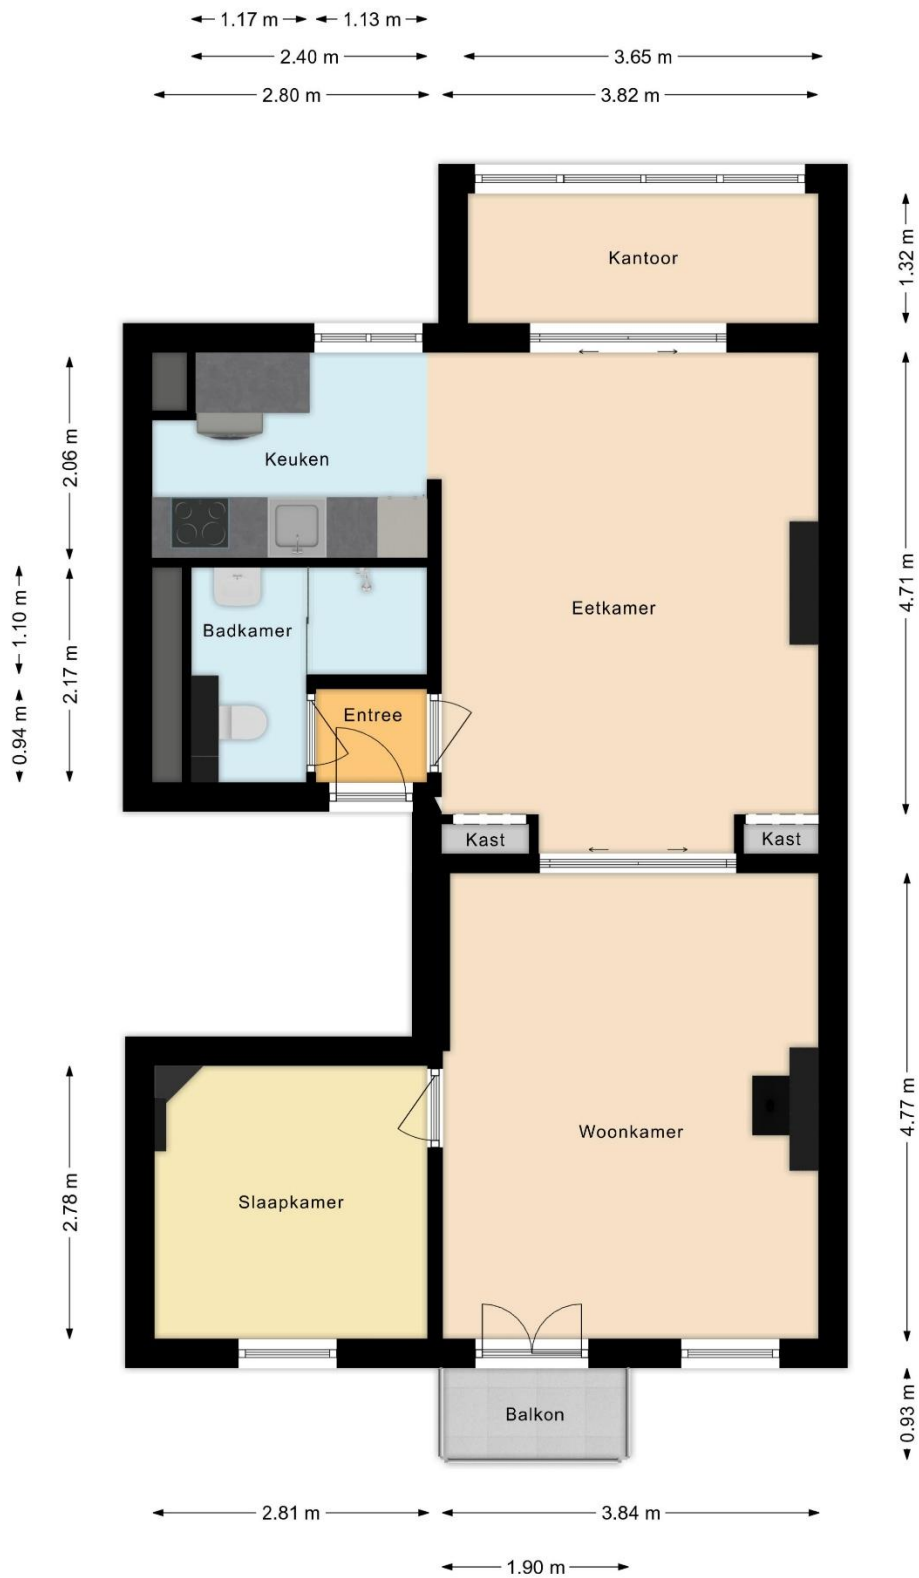 1.17 m
1.13 m
2.40 m
3.65 m
2.80 m
3.82 m
1.32 m
Kantoor
2.06 m
Keuken
4.71 m
Eetkamer
1.10 m
2.17 m
Badkamer
0.94 m
Entree
Kast
Kast
4.77 m
Woonkamer
2.78 m
Slaapkamer
Balkon
0.93 m
2.81 m
3.84 m
1.90 m